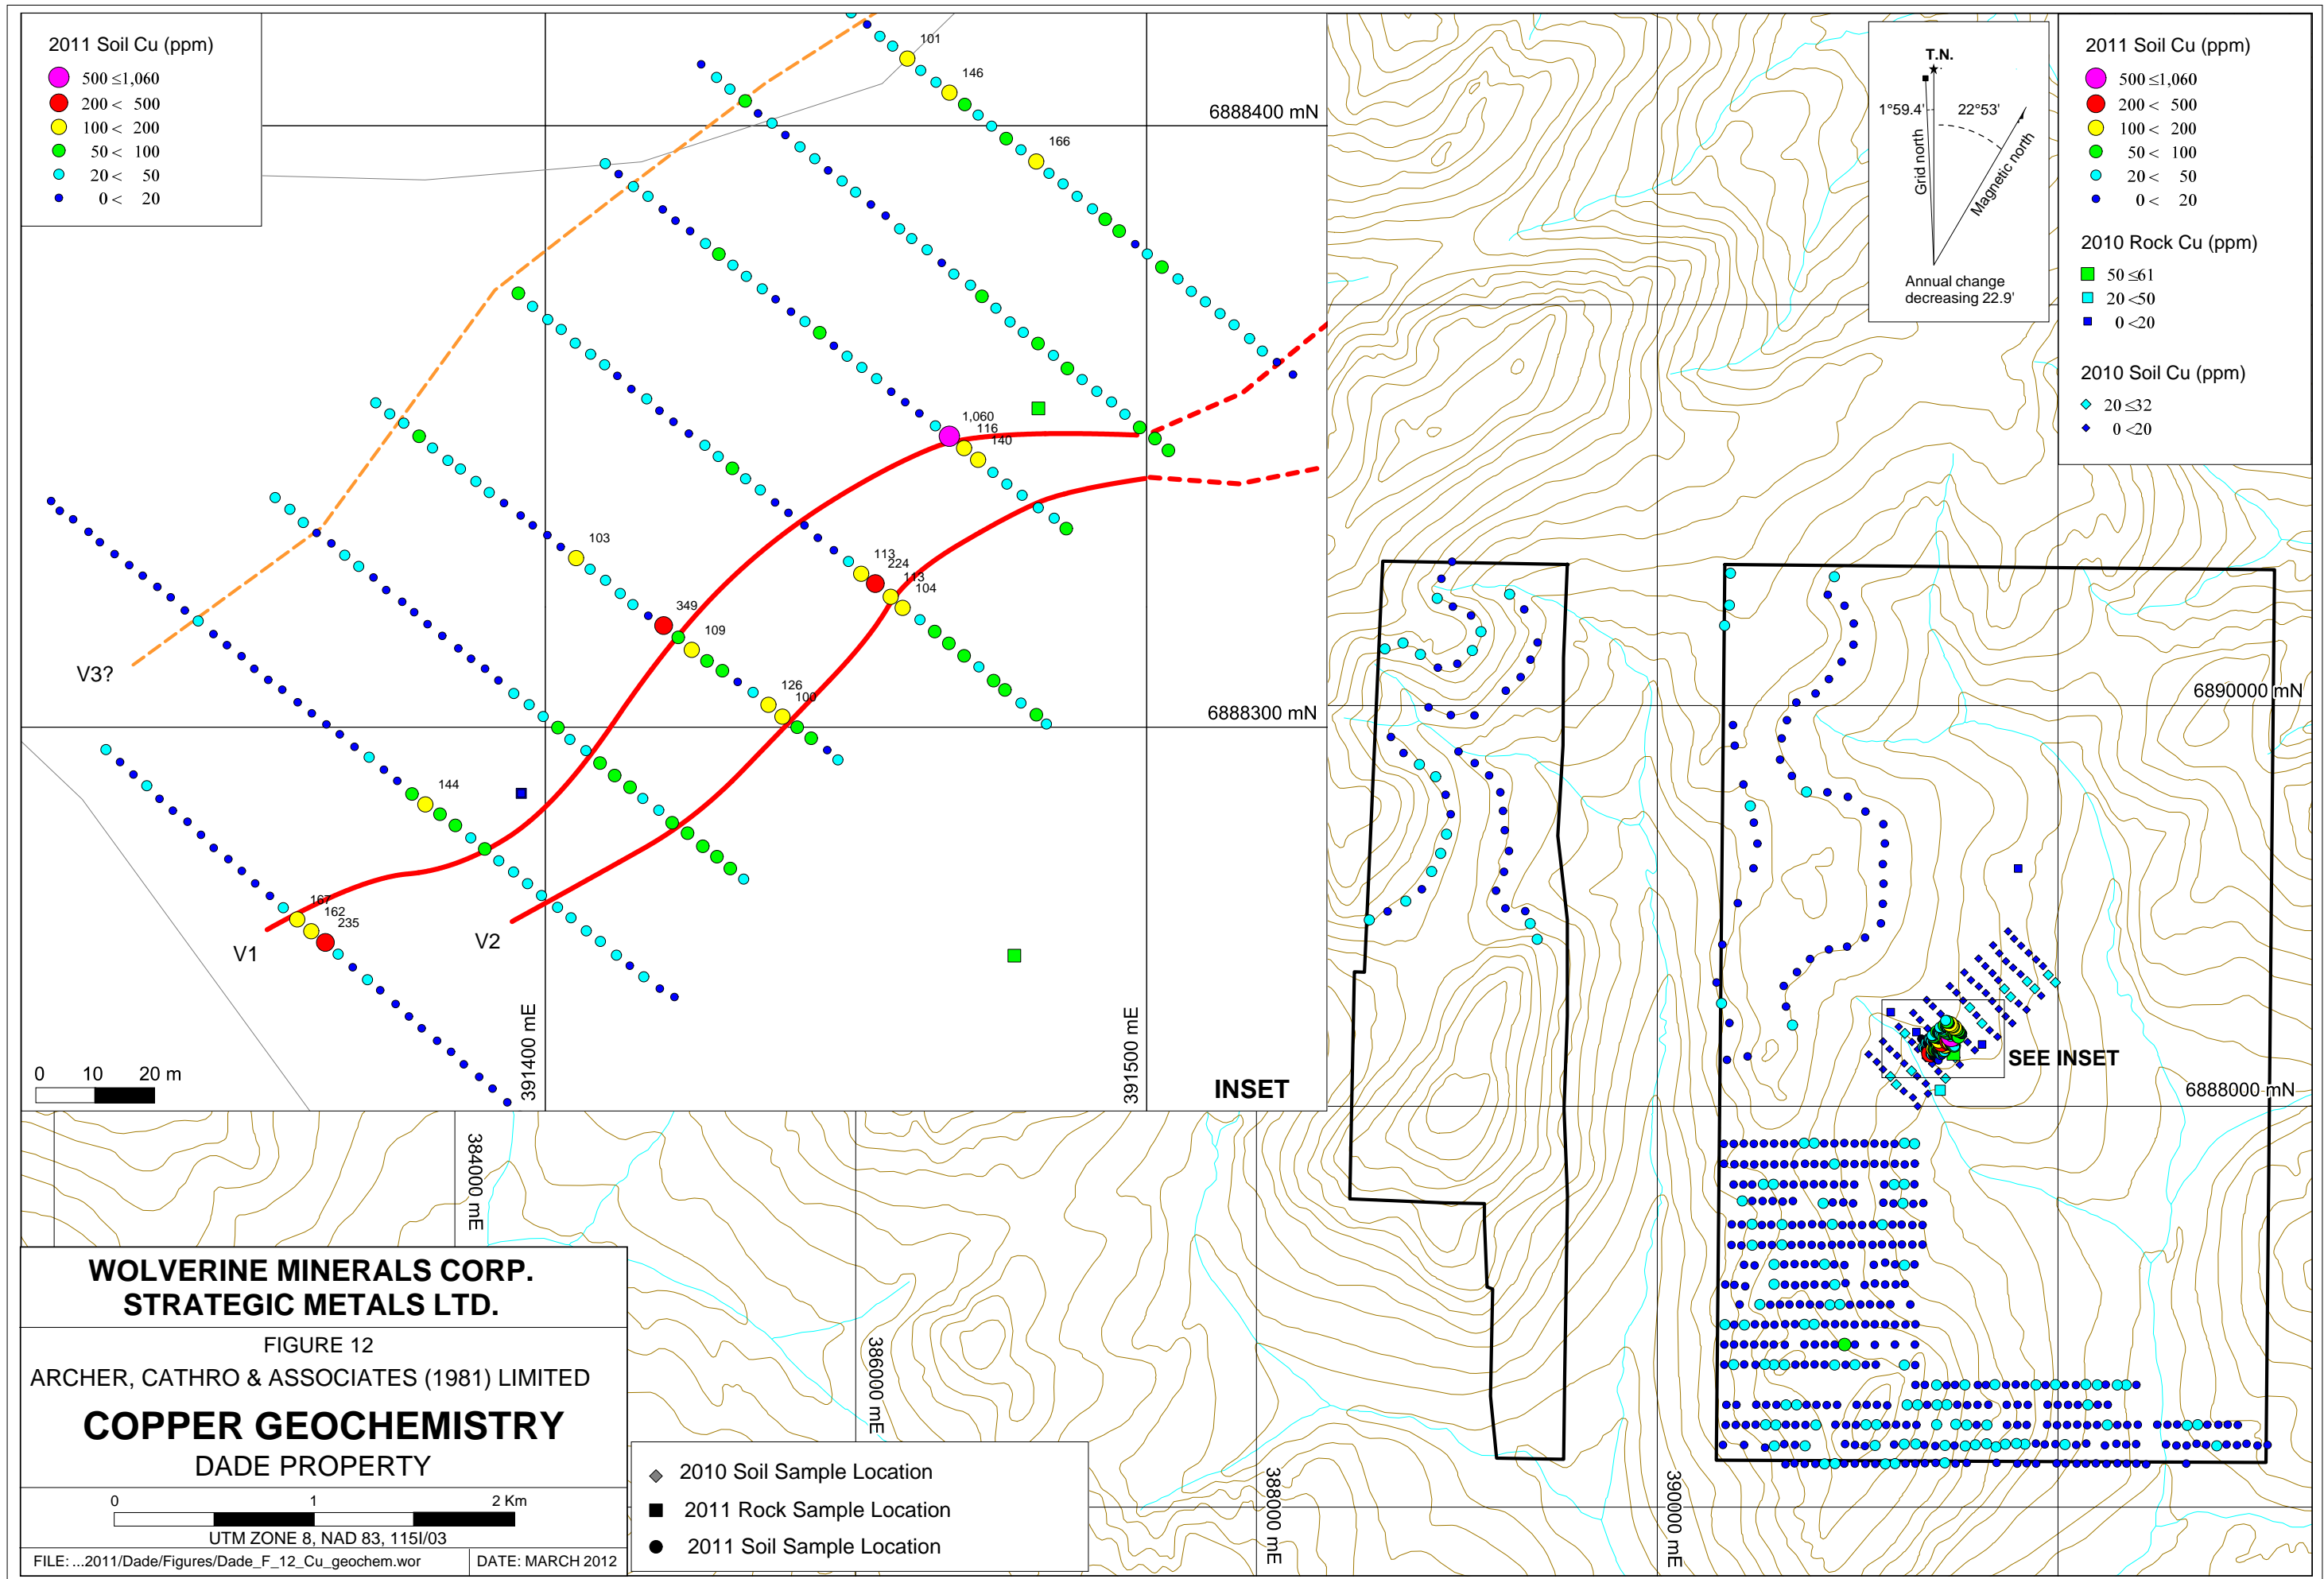 2011 Soil Cu (ppm)
500 ≤1,060
200 < 500
100 < 200
50 < 100
20 < 50
0 < 20
101
146
6888400 mN
166
1,060
116
140
103
113
224
113
104
349
109
126
100
V3?
6888300 mN
144
167
162
235
V1
V2
391400 mE
391500 mE
0 10 20 m
INSET
T.N.
1°59.4'
22°53'
Grid north
Magnetic north
Annual change
decreasing 22.9'
2011 Soil Cu (ppm)
500 ≤1,060
200 < 500
100 < 200
50 < 100
20 < 50
0 < 20
2010 Rock Cu (ppm)
50 ≤61
20 <50
0 <20
2010 Soil Cu (ppm)
20 ≤32
0 <20
6890000 mN
SEE INSET
6888000 mN
384000 mE
386000 mE
388000 mE
390000 mE
WOLVERINE MINERALS CORP.
STRATEGIC METALS LTD.
FIGURE 12
ARCHER, CATHRO & ASSOCIATES (1981) LIMITED
COPPER GEOCHEMISTRY
DADE PROPERTY
0 1 2 Km
UTM ZONE 8, NAD 83, 115I/03
FILE: ...2011/Dade/Figures/Dade_F_12_Cu_geochem.wor
DATE: MARCH 2012
2010 Soil Sample Location
2011 Rock Sample Location
2011 Soil Sample Location